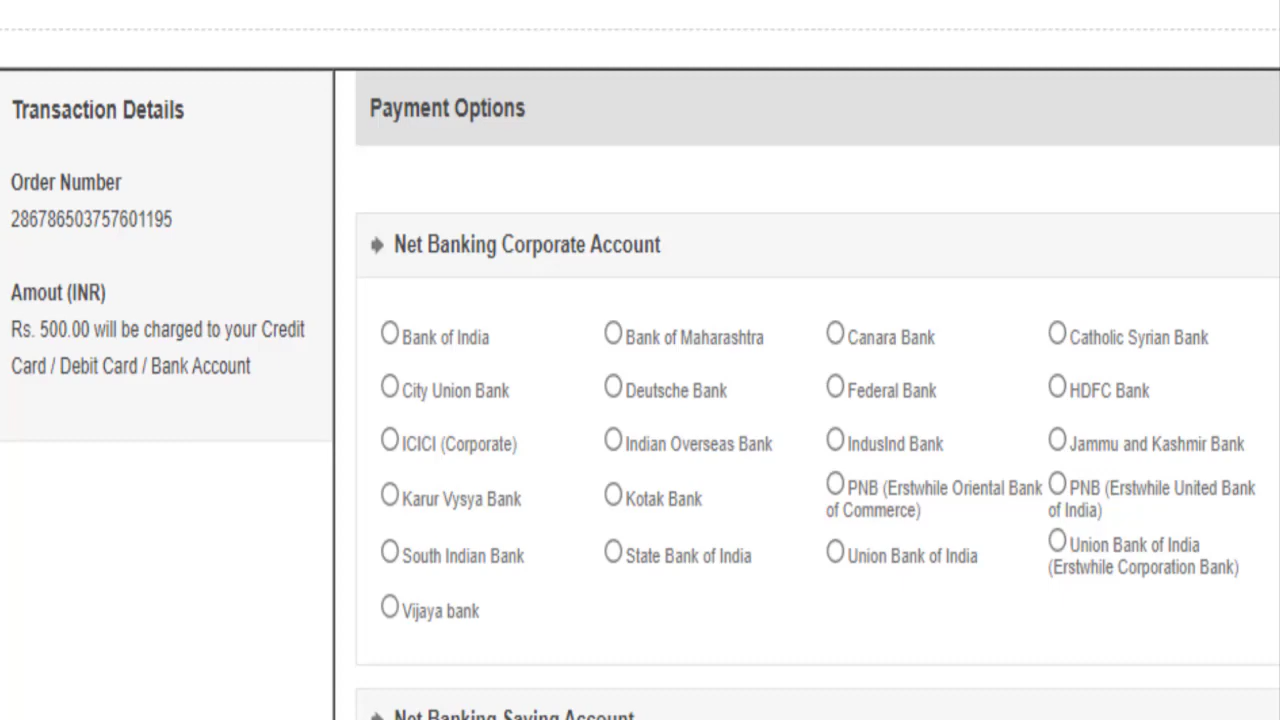 Transaction Details
Order Number
286786503757601195
Amout (INR)
Rs. 500.00 will be charged to your Credit
Card / Debit Card / Bank Account
Payment Options
Net Banking Corporate Account
Bank of India Bank of Maharashtra Canara Bank Catholic Syrian Bank
City Union Bank Deutsche Bank Federal Bank HDFC Bank
ICICI (Corporate) Indian Overseas Bank IndusInd Bank Jammu and Kashmir Bank
Karur Vysya Bank Kotak Bank PNB (Erstwhile Oriental Bank PNB (Erstwhile United Bank
of Commerce) of India)
South Indian Bank State Bank of India Union Bank of India Union Bank of India
(Erstwhile Corporation Bank)
Vijaya bank
Net Banking Saving Account